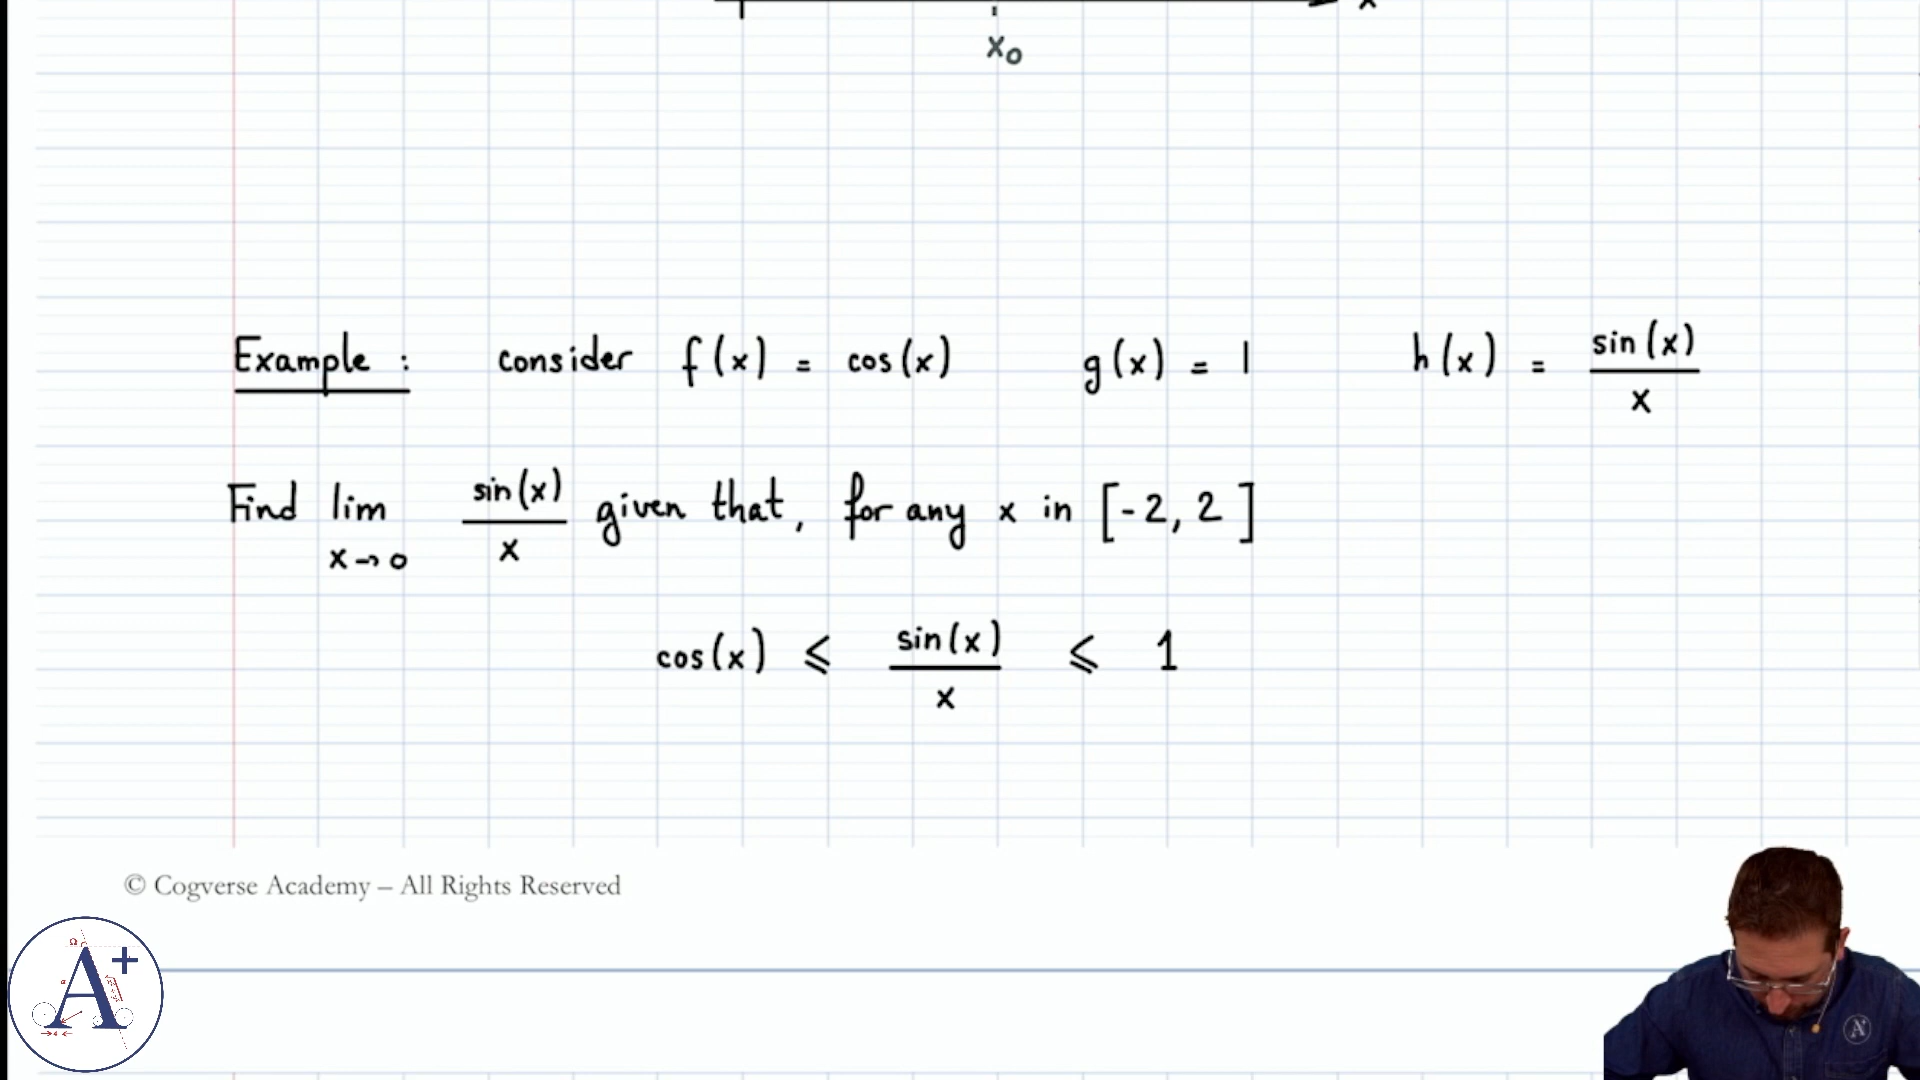 x
x₀
Example : consider f(x) = cos(x) g(x) = 1 h(x) = sin(x)/x
Find lim x→0 sin(x)/x given that, for any x in [-2, 2]
cos(x) ⩽ sin(x)/x ⩽ 1
© Cogverse Academy – All Rights Reserved
A+